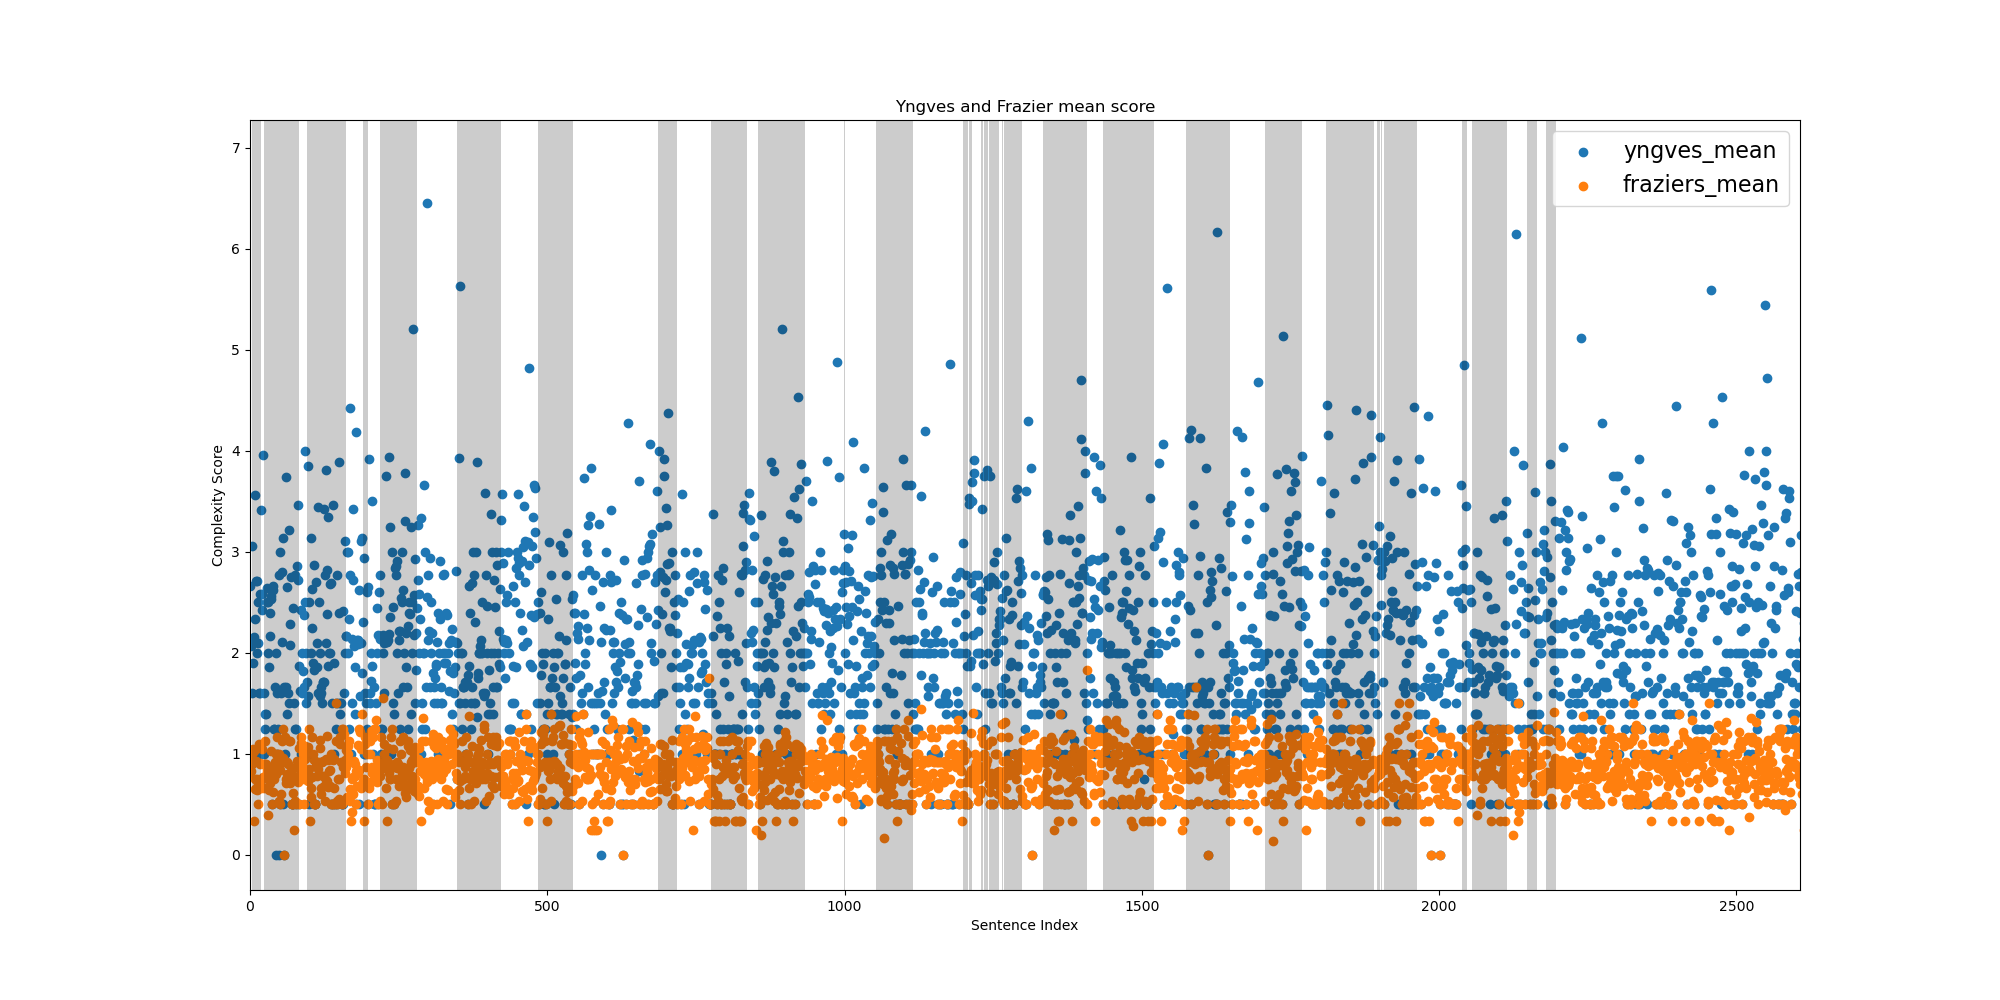 Yngves and Frazier mean score
yngves_mean
fraziers_mean
Complexity Score
7
6
5
4
3
2
1
0
0
500
1000
1500
2000
2500
Sentence Index